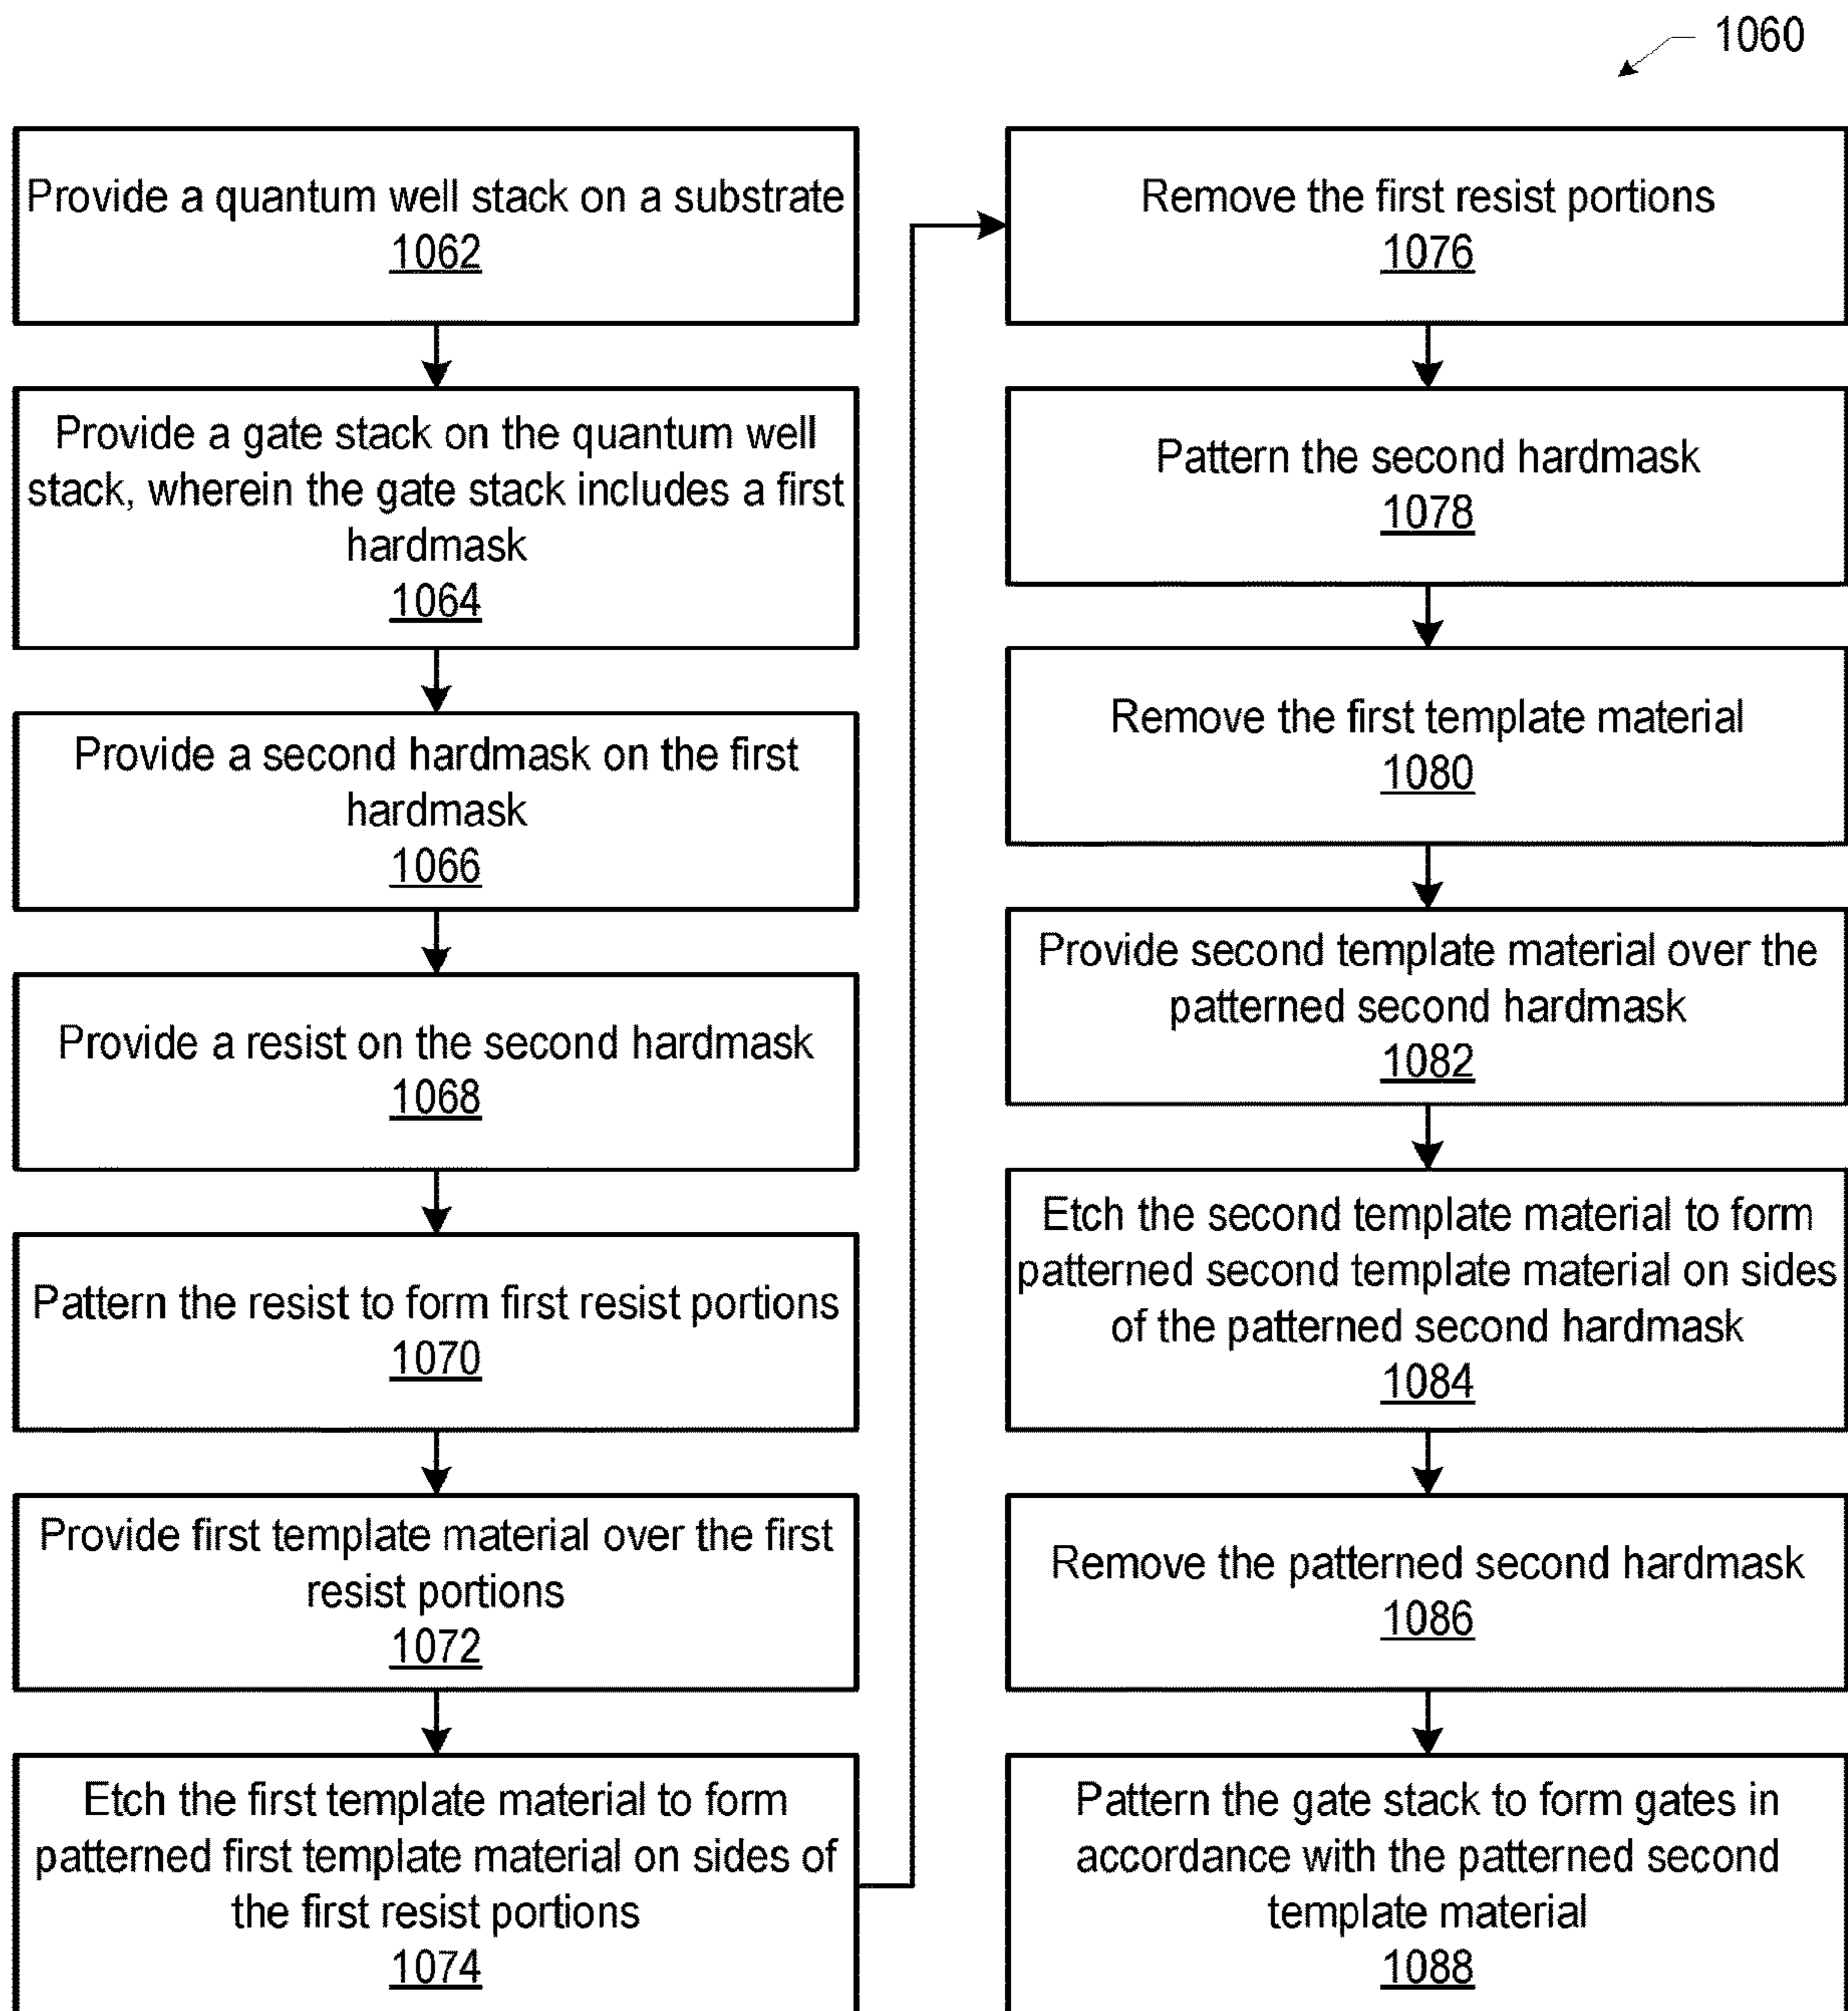 1060
Provide a quantum well stack on a substrate
1062
Provide a gate stack on the quantum well
stack, wherein the gate stack includes a first
hardmask
1064
Provide a second hardmask on the first
hardmask
1066
Provide a resist on the second hardmask
1068
Pattern the resist to form first resist portions
1070
Provide first template material over the first
resist portions
1072
Etch the first template material to form
patterned first template material on sides of
the first resist portions
1074
Remove the first resist portions
1076
Pattern the second hardmask
1078
Remove the first template material
1080
Provide second template material over the
patterned second hardmask
1082
Etch the second template material to form
patterned second template material on sides
of the patterned second hardmask
1084
Remove the patterned second hardmask
1086
Pattern the gate stack to form gates in
accordance with the patterned second
template material
1088